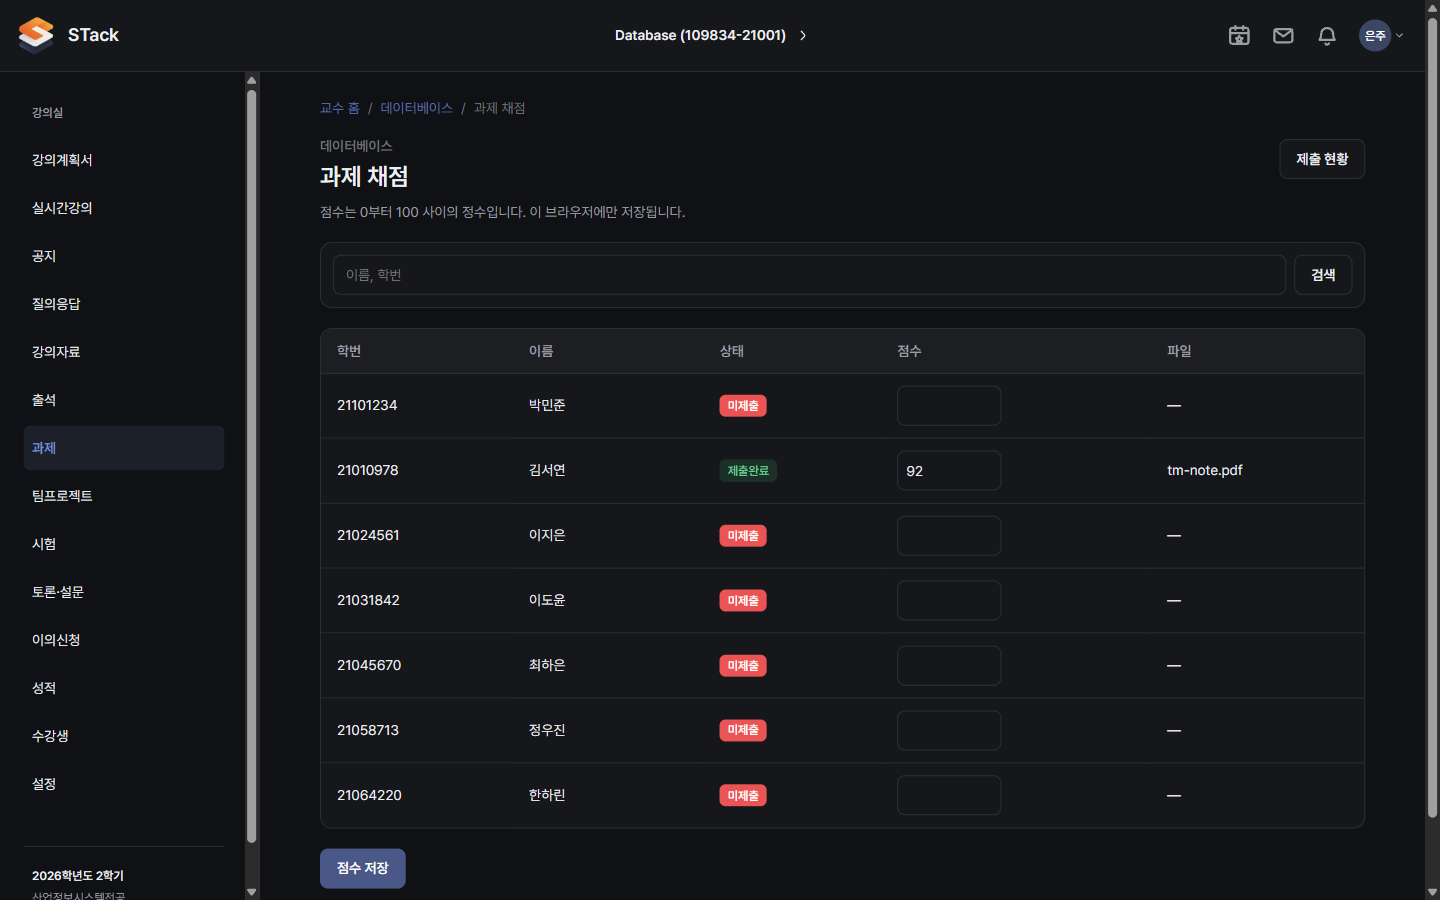 STack
Database (109834-21001)
은주
강의실
강의계획서
실시간강의
공지
질의응답
강의자료
출석
과제
팀프로젝트
시험
토론·설문
이의신청
성적
수강생
설정
2026학년도 2학기
산업정보시스템전공
교수 홈 / 데이터베이스 / 과제 채점
데이터베이스
과제 채점
제출 현황
점수는 0부터 100 사이의 정수입니다. 이 브라우저에만 저장됩니다.
이름, 학번
검색
학번 이름 상태 점수 파일
21101234 박민준 미제출 —
21010978 김서연 제출완료 92 tm-note.pdf
21024561 이지은 미제출 —
21031842 이도윤 미제출 —
21045670 최하은 미제출 —
21058713 정우진 미제출 —
21064220 한하린 미제출 —
점수 저장